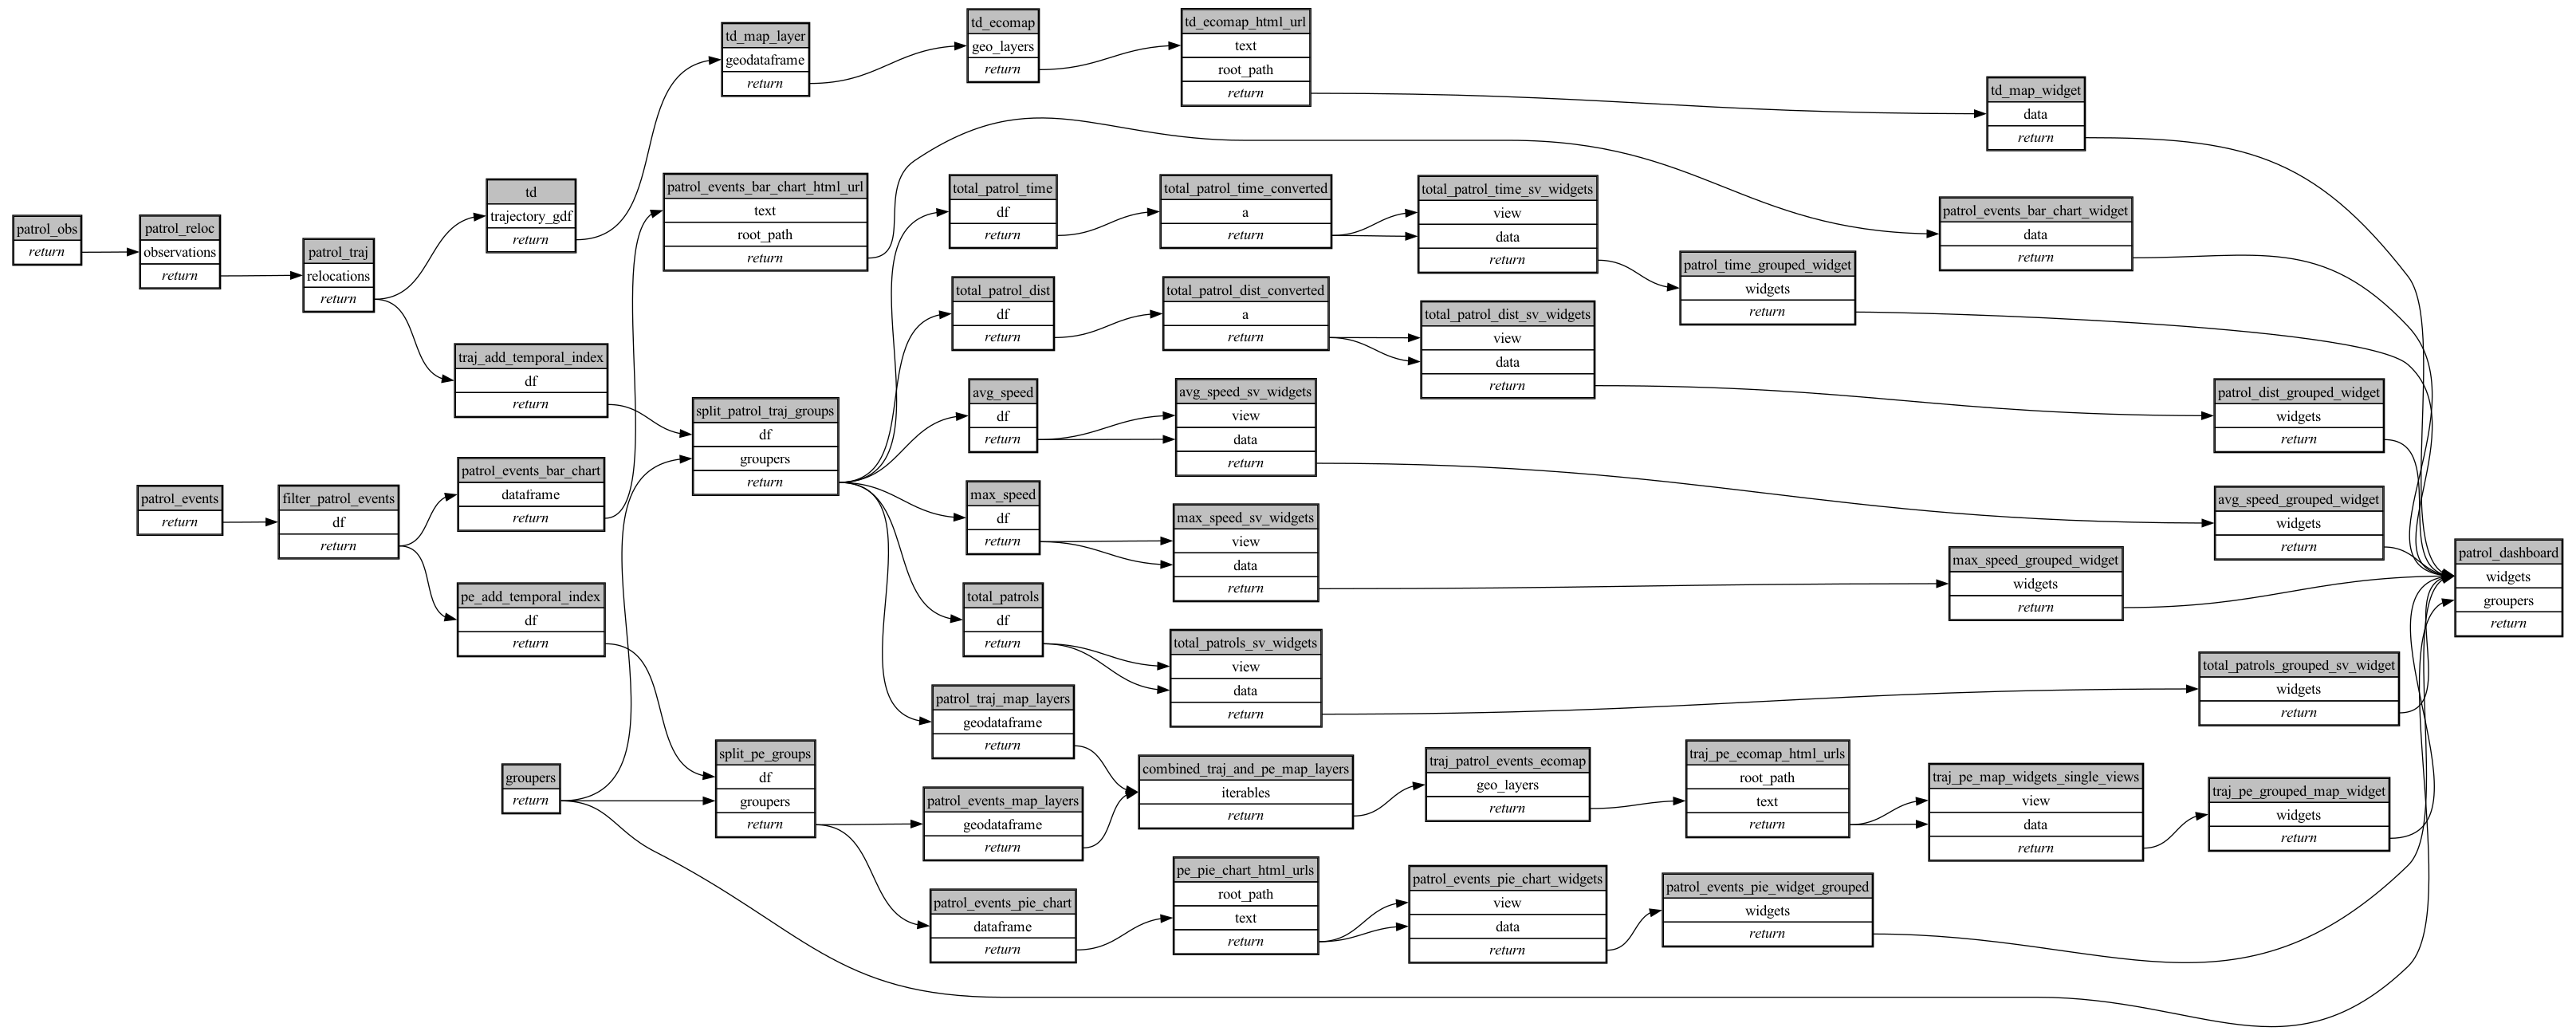 patrol_obs
return
patrol_reloc
observations
return
patrol_traj
relocations
return
td
trajectory_gdf
return
traj_add_temporal_index
df
return
patrol_events
return
filter_patrol_events
df
return
patrol_events_bar_chart
dataframe
return
pe_add_temporal_index
df
return
groupers
return
td_map_layer
geodataframe
return
patrol_events_bar_chart_html_url
text
root_path
return
split_patrol_traj_groups
df
groupers
return
split_pe_groups
df
groupers
return
td_ecomap
geo_layers
return
total_patrol_time
df
return
total_patrol_dist
df
return
avg_speed
df
return
max_speed
df
return
total_patrols
df
return
patrol_traj_map_layers
geodataframe
return
patrol_events_map_layers
geodataframe
return
patrol_events_pie_chart
dataframe
return
td_ecomap_html_url
text
root_path
return
total_patrol_time_converted
a
return
total_patrol_dist_converted
a
return
avg_speed_sv_widgets
view
data
return
max_speed_sv_widgets
view
data
return
total_patrols_sv_widgets
view
data
return
combined_traj_and_pe_map_layers
iterables
return
pe_pie_chart_html_urls
root_path
text
return
total_patrol_time_sv_widgets
view
data
return
total_patrol_dist_sv_widgets
view
data
return
traj_patrol_events_ecomap
geo_layers
return
patrol_events_pie_chart_widgets
view
data
return
patrol_time_grouped_widget
widgets
return
traj_pe_ecomap_html_urls
root_path
text
return
patrol_events_pie_widget_grouped
widgets
return
td_map_widget
data
return
patrol_events_bar_chart_widget
data
return
max_speed_grouped_widget
widgets
return
traj_pe_map_widgets_single_views
view
data
return
patrol_dist_grouped_widget
widgets
return
avg_speed_grouped_widget
widgets
return
total_patrols_grouped_sv_widget
widgets
return
traj_pe_grouped_map_widget
widgets
return
patrol_dashboard
widgets
groupers
return